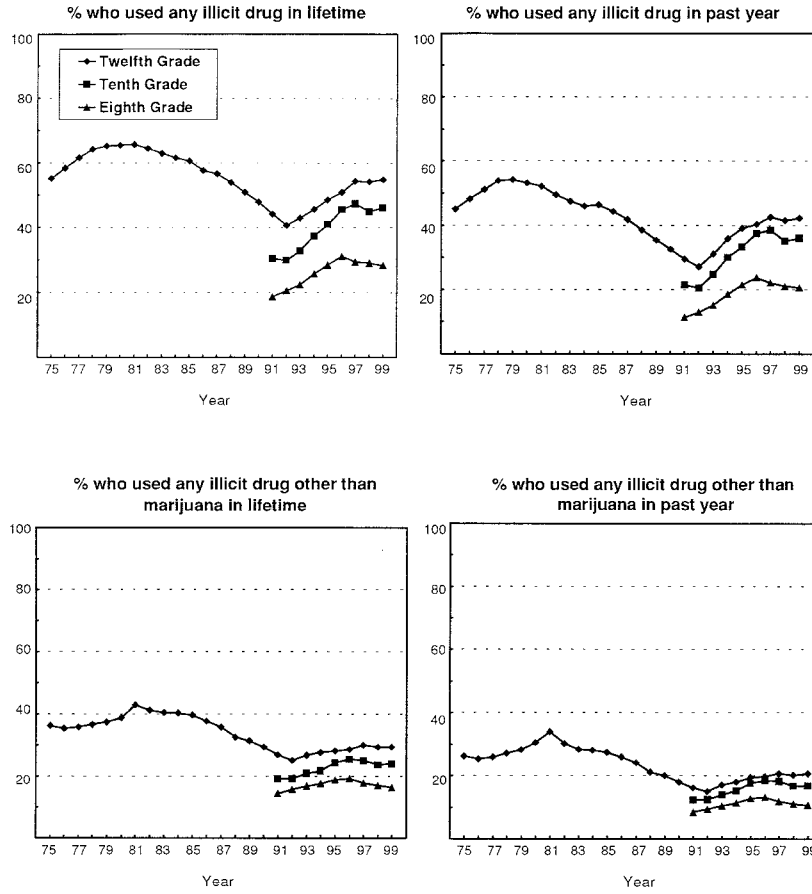 % who used any illicit drug in lifetime
100
80
60
40
20
Twelfth Grade
Tenth Grade
Eighth Grade
75 77 79 81 83 85 87 89 91 93 95 97 99
Year
% who used any illicit drug in past year
100
80
60
40
20
75 77 79 81 83 85 87 89 91 93 95 97 99
Year
% who used any illicit drug other than
marijuana in lifetime
100
80
60
40
20
75 77 79 81 83 85 87 89 91 93 95 97 99
Year
% who used any illicit drug other than
marijuana in past year
100
80
60
40
20
75 77 79 81 83 85 87 89 91 93 95 97 99
Year